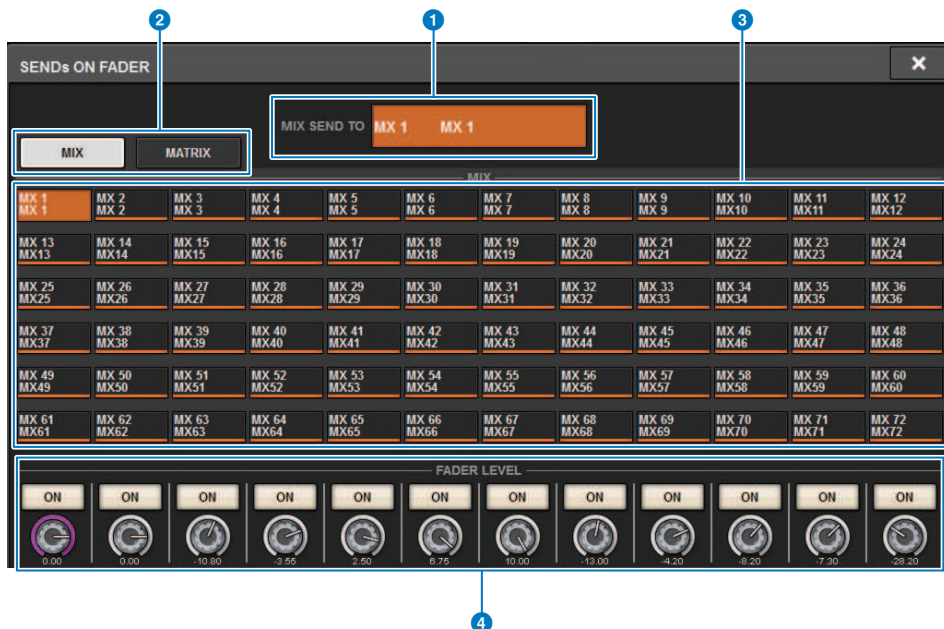 2 1 3
SENDs ON FADER ×
MIX SEND TO MX 1 MX 1
MIX MATRIX
MIX
MX 1 MX 2 MX 3 MX 4 MX 5 MX 6 MX 7 MX 8 MX 9 MX 10 MX 11 MX 12
MX 1 MX 2 MX 3 MX 4 MX 5 MX 6 MX 7 MX 8 MX 9 MX10 MX11 MX12
MX 13 MX 14 MX 15 MX 16 MX 17 MX 18 MX 19 MX 20 MX 21 MX 22 MX 23 MX 24
MX13 MX14 MX15 MX16 MX17 MX18 MX19 MX20 MX21 MX22 MX23 MX24
MX 25 MX 26 MX 27 MX 28 MX 29 MX 30 MX 31 MX 32 MX 33 MX 34 MX 35 MX 36
MX25 MX26 MX27 MX28 MX29 MX30 MX31 MX32 MX33 MX34 MX35 MX36
MX 37 MX 38 MX 39 MX 40 MX 41 MX 42 MX 43 MX 44 MX 45 MX 46 MX 47 MX 48
MX37 MX38 MX39 MX40 MX41 MX42 MX43 MX44 MX45 MX46 MX47 MX48
MX 49 MX 50 MX 51 MX 52 MX 53 MX 54 MX 55 MX 56 MX 57 MX 58 MX 59 MX 60
MX49 MX50 MX51 MX52 MX53 MX54 MX55 MX56 MX57 MX58 MX59 MX60
MX 61 MX 62 MX 63 MX 64 MX 65 MX 66 MX 67 MX 68 MX 69 MX 70 MX 71 MX 72
MX61 MX62 MX63 MX64 MX65 MX66 MX67 MX68 MX69 MX70 MX71 MX72
FADER LEVEL
ON ON ON ON ON ON ON ON ON ON ON ON
0.00 0.00 -10.80 -3.55 2.50 6.75 10.00 -13.00 -4.20 -8.20 -7.30 -28.20
4